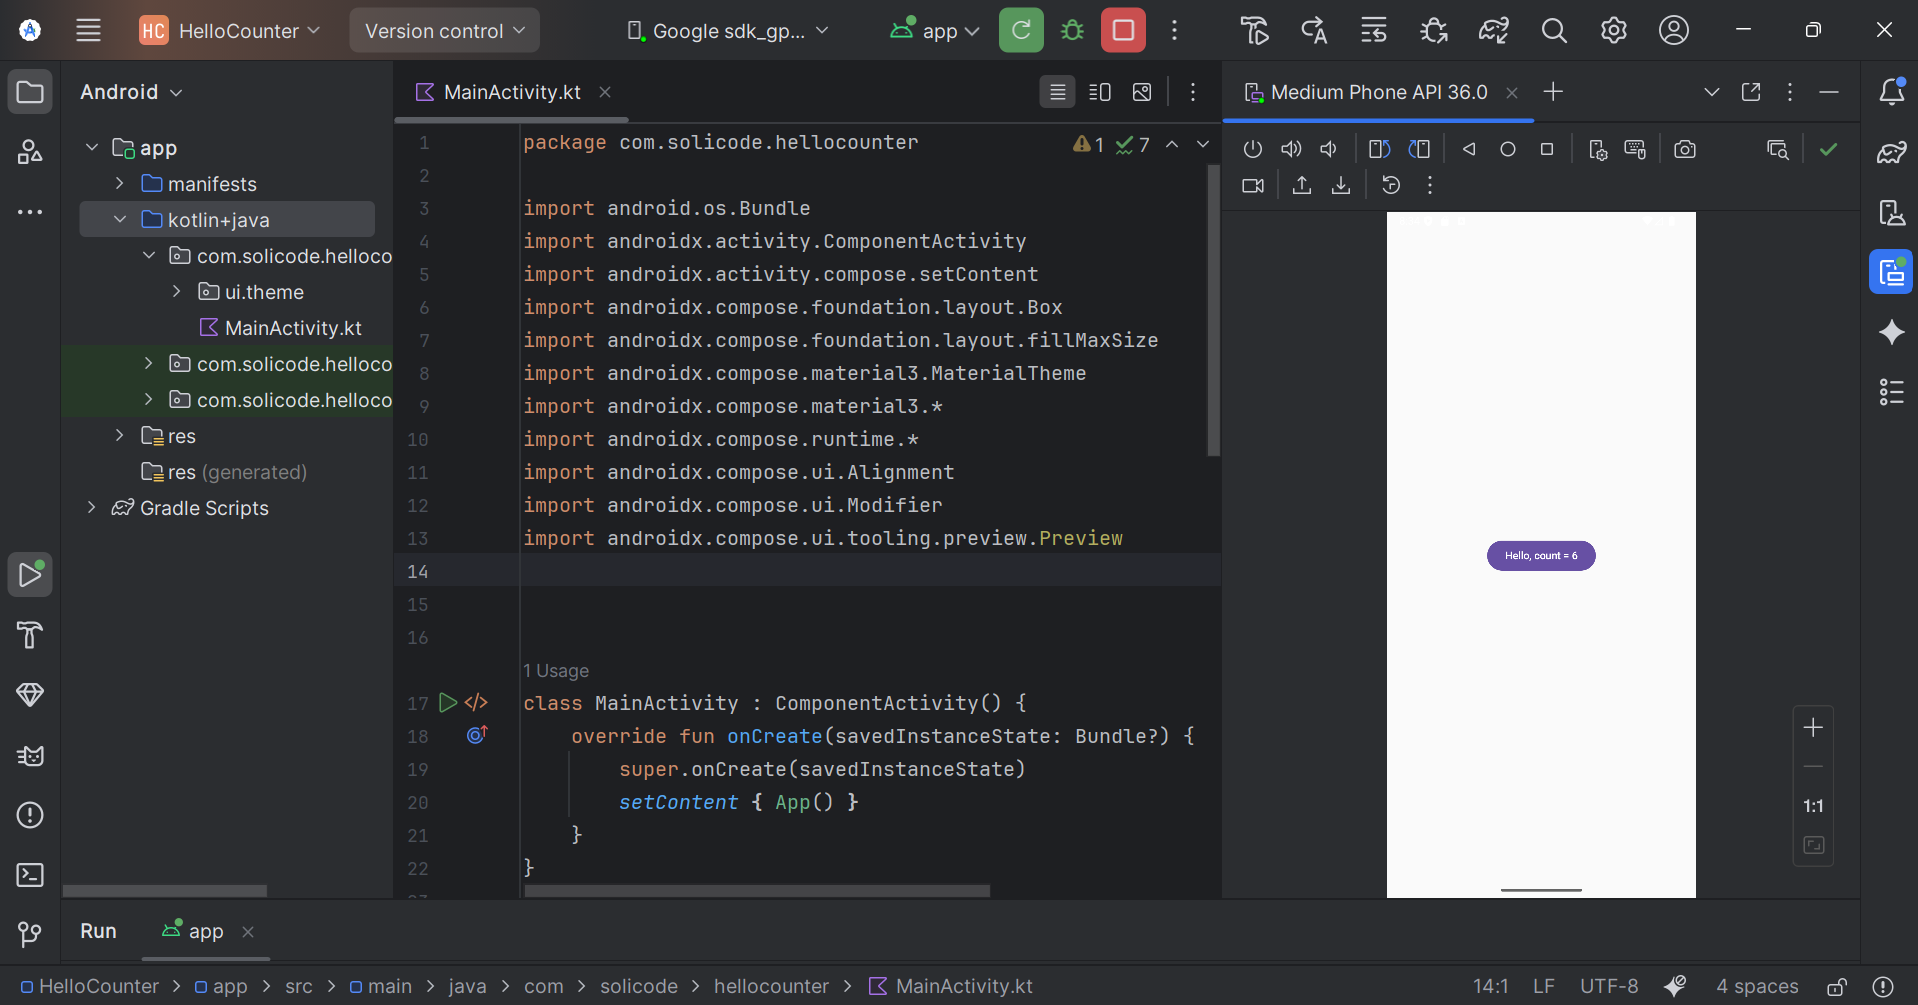 HC HelloCounter Version control Google sdk_gp... app
Android
app
manifests
kotlin+java
com.solicode.helloco
ui.theme
MainActivity.kt
com.solicode.helloco
com.solicode.helloco
res
res (generated)
Gradle Scripts
MainActivity.kt
1 7
1 package com.solicode.hellocounter
2
3 import android.os.Bundle
4 import androidx.activity.ComponentActivity
5 import androidx.activity.compose.setContent
6 import androidx.compose.foundation.layout.Box
7 import androidx.compose.foundation.layout.fillMaxSize
8 import androidx.compose.material3.MaterialTheme
9 import androidx.compose.material3.*
10 import androidx.compose.runtime.*
11 import androidx.compose.ui.Alignment
12 import androidx.compose.ui.Modifier
13 import androidx.compose.ui.tooling.preview.Preview
14
15
16
1 Usage
17 class MainActivity : ComponentActivity() {
18 override fun onCreate(savedInstanceState: Bundle?) {
19 super.onCreate(savedInstanceState)
20 setContent { App() }
21 }
22 }
Medium Phone API 36.0
Hello, count = 6
1:1
Run app
HelloCounter > app > src > main > java > com > solicode > hellocounter > MainActivity.kt 14:1 LF UTF-8 4 spaces